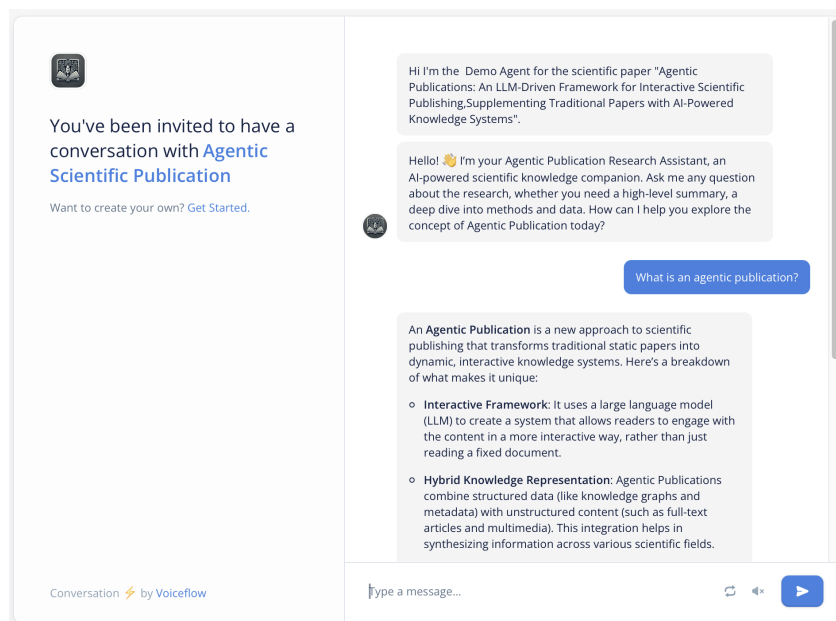 You've been invited to have a
conversation with Agentic
Scientific Publication
Want to create your own? Get Started.
Conversation ⚡ by Voiceflow
Hi I'm the  Demo Agent for the scientific paper "Agentic
Publications: An LLM-Driven Framework for Interactive Scientific
Publishing,Supplementing Traditional Papers with AI-Powered
Knowledge Systems".
Hello! 👋 I'm your Agentic Publication Research Assistant, an
AI-powered scientific knowledge companion. Ask me any question
about the research, whether you need a high-level summary, a
deep dive into methods and data. How can I help you explore the
concept of Agentic Publication today?
What is an agentic publication?
An Agentic Publication is a new approach to scientific
publishing that transforms traditional static papers into
dynamic, interactive knowledge systems. Here's a breakdown
of what makes it unique:
Interactive Framework: It uses a large language model
(LLM) to create a system that allows readers to engage with
the content in a more interactive way, rather than just
reading a fixed document.
Hybrid Knowledge Representation: Agentic Publications
combine structured data (like knowledge graphs and
metadata) with unstructured content (such as full-text
articles and multimedia). This integration helps in
synthesizing information across various scientific fields.
Type a message...